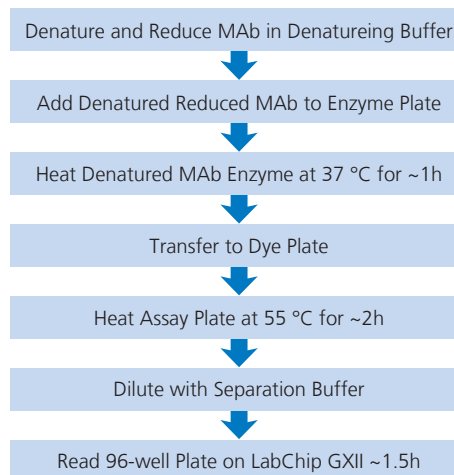 Denature and Reduce MAb in Denatureing Buffer
Add Denatured Reduced MAb to Enzyme Plate
Heat Denatured MAb Enzyme at 37 °C for ~1h
Transfer to Dye Plate
Heat Assay Plate at 55 °C for ~2h
Dilute with Separation Buffer
Read 96-well Plate on LabChip GXII ~1.5h